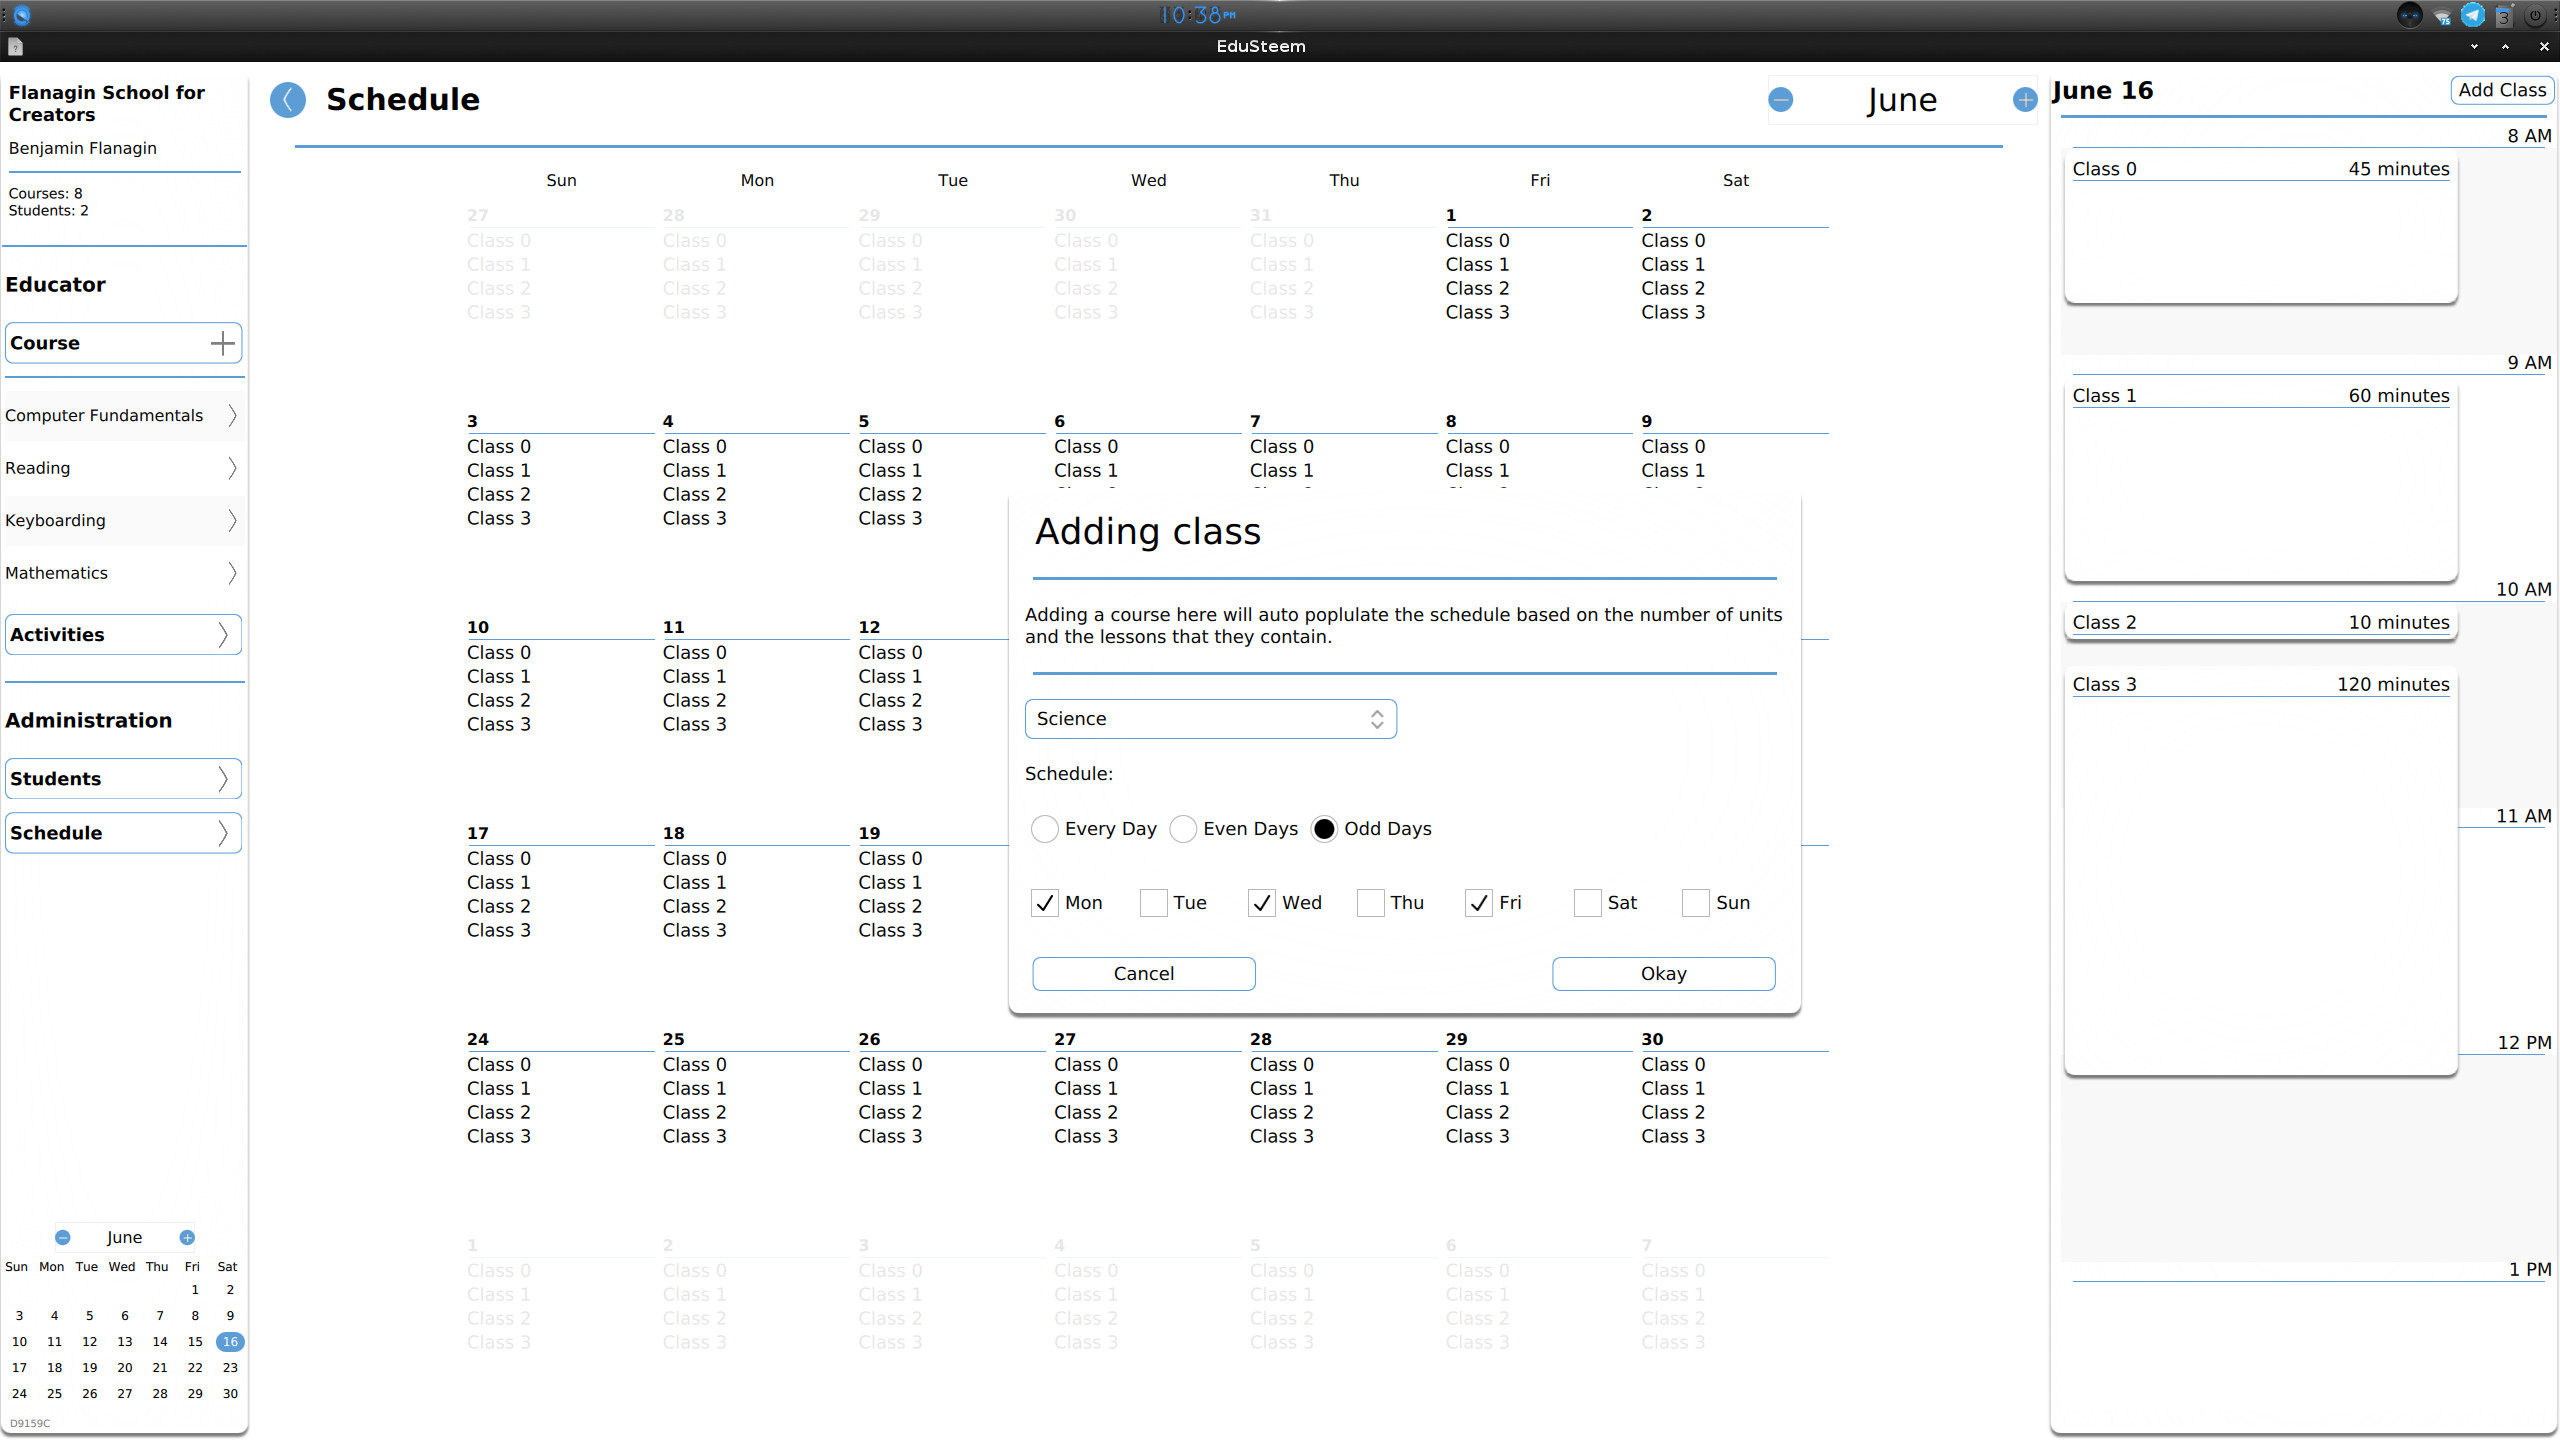 10:38 PM
75
3
EduSteem
Flanagin School for
Creators
Benjamin Flanagin
Courses: 8
Students: 2
Educator
Course
Computer Fundamentals
Reading
Keyboarding
Mathematics
Activities
Administration
Students
Schedule
June
Sun Mon Tue Wed Thu Fri Sat
1 2
3 4 5 6 7 8 9
10 11 12 13 14 15 16
17 18 19 20 21 22 23
24 25 26 27 28 29 30
D9159C
Schedule
June
Sun Mon Tue Wed Thu Fri Sat
27 28 29 30 31 1 2
Class 0 Class 0 Class 0 Class 0 Class 0 Class 0 Class 0
Class 1 Class 1 Class 1 Class 1 Class 1 Class 1 Class 1
Class 2 Class 2 Class 2 Class 2 Class 2 Class 2 Class 2
Class 3 Class 3 Class 3 Class 3 Class 3 Class 3 Class 3
3 4 5 6 7 8 9
Class 0 Class 0 Class 0 Class 0 Class 0 Class 0 Class 0
Class 1 Class 1 Class 1 Class 1 Class 1 Class 1 Class 1
Class 2 Class 2 Class 2
Class 3 Class 3 Class 3
10 11 12
Class 0 Class 0 Class 0
Class 1 Class 1 Class 1
Class 2 Class 2 Class 2
Class 3 Class 3 Class 3
17 18 19
Class 0 Class 0 Class 0
Class 1 Class 1 Class 1
Class 2 Class 2 Class 2
Class 3 Class 3 Class 3
24 25 26 27 28 29 30
Class 0 Class 0 Class 0 Class 0 Class 0 Class 0 Class 0
Class 1 Class 1 Class 1 Class 1 Class 1 Class 1 Class 1
Class 2 Class 2 Class 2 Class 2 Class 2 Class 2 Class 2
Class 3 Class 3 Class 3 Class 3 Class 3 Class 3 Class 3
1 2 3 4 5 6 7
Class 0 Class 0 Class 0 Class 0 Class 0 Class 0 Class 0
Class 1 Class 1 Class 1 Class 1 Class 1 Class 1 Class 1
Class 2 Class 2 Class 2 Class 2 Class 2 Class 2 Class 2
Class 3 Class 3 Class 3 Class 3 Class 3 Class 3 Class 3
Adding class
Adding a course here will auto poplulate the schedule based on the number of units
and the lessons that they contain.
Science
Schedule:
Every Day Even Days Odd Days
Mon Tue Wed Thu Fri Sat Sun
Cancel Okay
June 16 Add Class
8 AM
Class 0 45 minutes
9 AM
Class 1 60 minutes
10 AM
Class 2 10 minutes
Class 3 120 minutes
11 AM
12 PM
1 PM